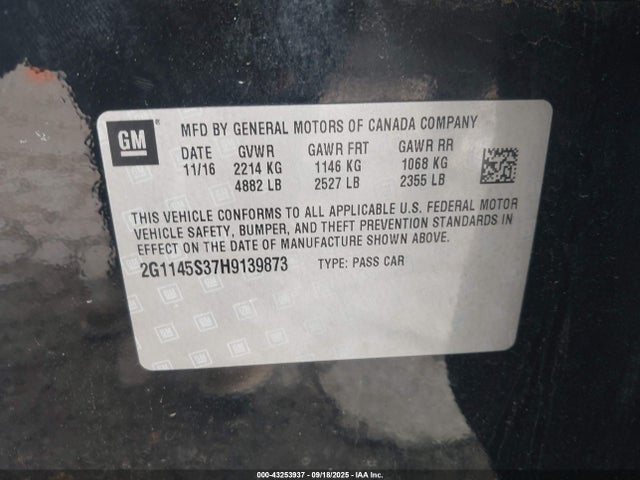 GM
®
MFD BY GENERAL MOTORS OF CANADA COMPANY
DATE GVWR GAWR FRT GAWR RR
11/16 2214 KG 1146 KG 1068 KG
4882 LB 2527 LB 2355 LB
THIS VEHICLE CONFORMS TO ALL APPLICABLE U.S. FEDERAL MOTOR
VEHICLE SAFETY, BUMPER, AND THEFT PREVENTION STANDARDS IN
EFFECT ON THE DATE OF MANUFACTURE SHOWN ABOVE.
2G1145S37H9139873 TYPE: PASS CAR
000-43253937 - 09/18/2025 - IAA Inc.